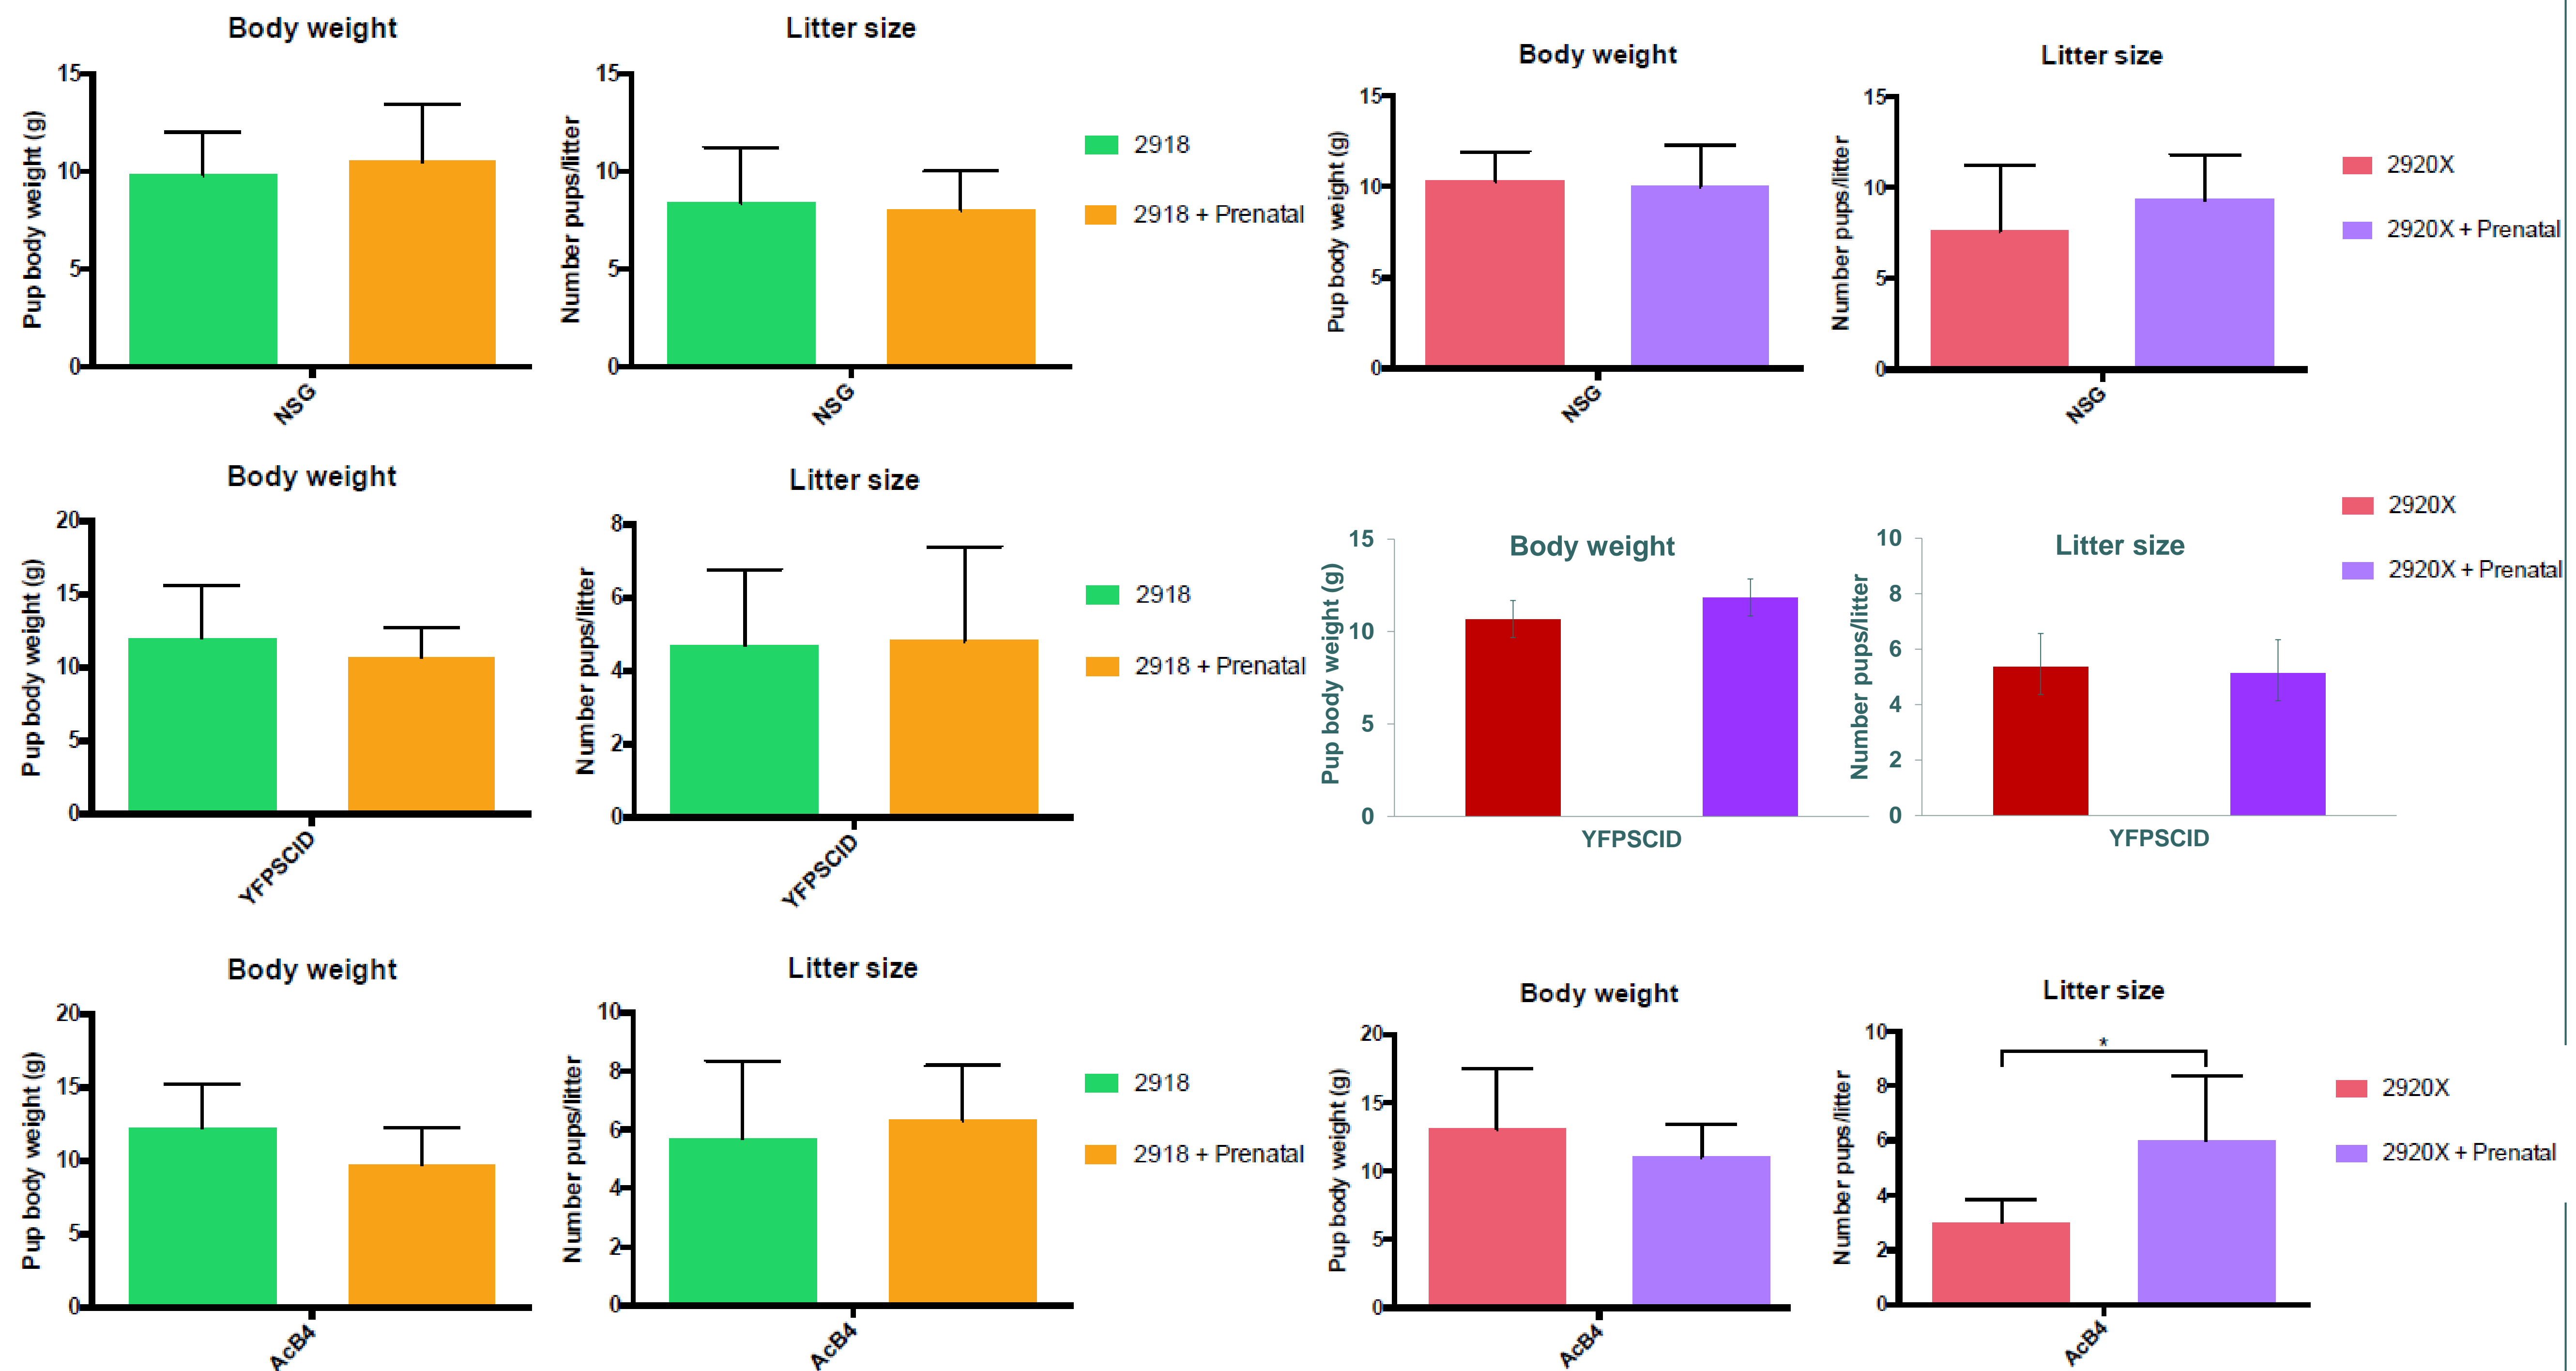 Body weight
Pup body weight (g)
15
10
5
0
NSG
Litter size
Number pups/litter
15
10
5
0
NSG
2918
2918 + Prenatal
Body weight
Pup body weight (g)
15
10
5
0
NSG
Litter size
Number pups/litter
15
10
5
0
NSG
2920X
2920X + Prenatal
Body weight
Pup body weight (g)
20
15
10
5
0
YFPSCID
Litter size
Number pups/litter
8
6
4
2
0
YFPSCID
2918
2918 + Prenatal
Body weight
Pup body weight (g)
15
10
5
0
YFPSCID
Litter size
Number pups/litter
10
8
6
4
2
0
YFPSCID
2920X
2920X + Prenatal
Body weight
Pup body weight (g)
20
15
10
5
0
AcB4
Litter size
Number pups/litter
10
8
6
4
2
0
AcB4
2918
2918 + Prenatal
Body weight
Pup body weight (g)
20
15
10
5
0
AcB4
Litter size
Number pups/litter
10
8
6
4
2
0
*
AcB4
2920X
2920X + Prenatal